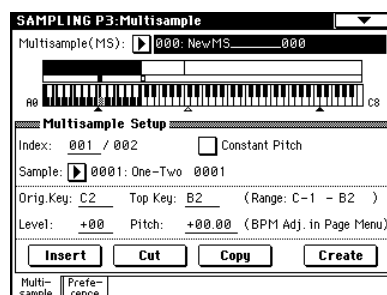 SAMPLING P3:Multisample
Multisample(MS): 000: NewMS______000
A0 C8
Multisample Setup
Index: 001 / 002 Constant Pitch
Sample: 0001: One-Two 0001
Orig.Key: C2 Top Key: B2 (Range: C-1 - B2 )
Level: +00 Pitch: +00.00 (BPM Adj. in Page Menu)
Insert Cut Copy Create
Multi- Prefe-
sample rence